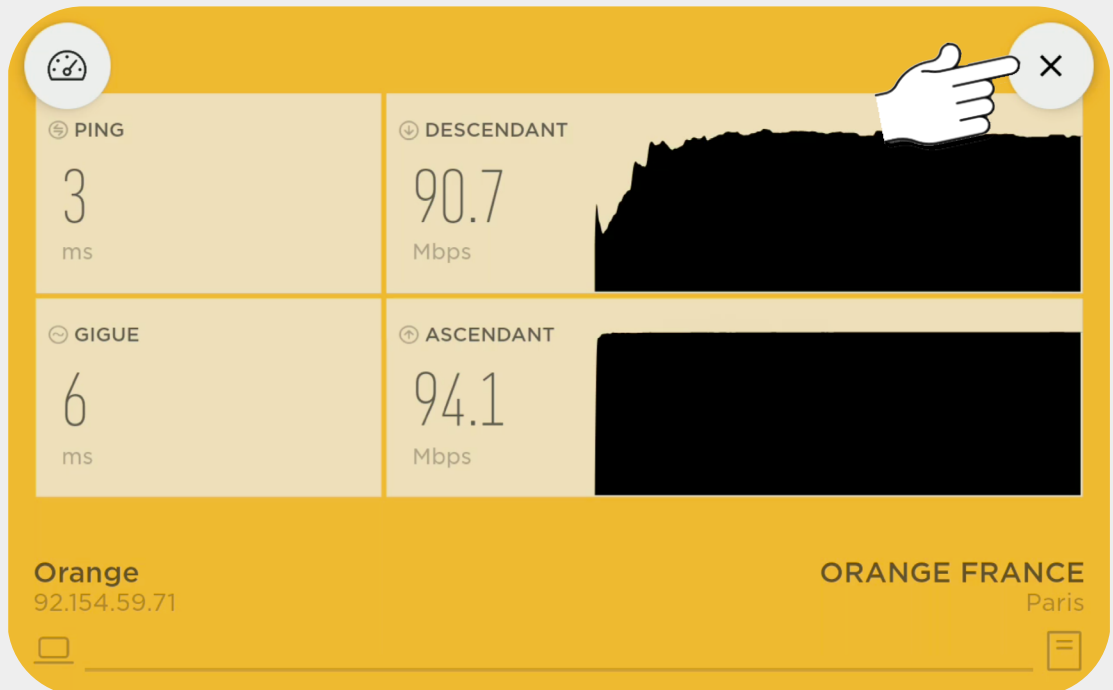 PING
3
ms
DESCENDANT
90.7
Mbps
GIGUE
6
ms
ASCENDANT
94.1
Mbps
Orange
92.154.59.71
ORANGE FRANCE
Paris